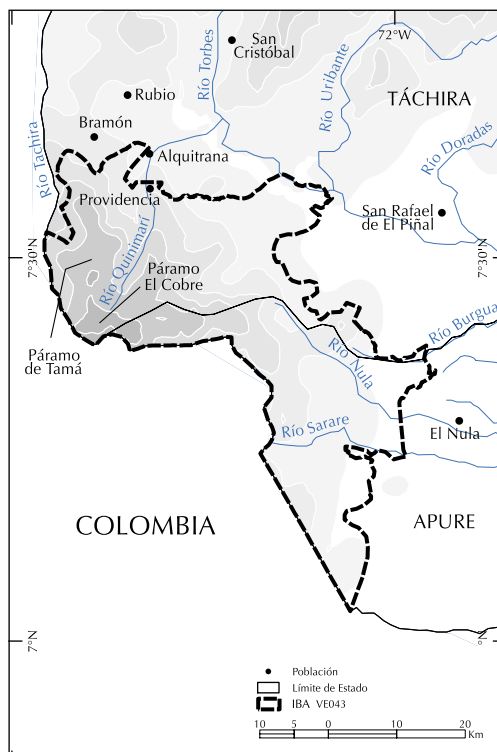 72°W
San
Cristóbal
Río Torbes
Río Uribante
TÁCHIRA
Rubio
Bramón
Río Tachira
Alquitrana
Río Doradas
Providencia
San Rafael
de El Piñal
Río Quinimarí
7°30'N
7°30'N
Páramo
El Cobre
Páramo
de Tamá
Río Burgua
Río Nula
Río Sarare
El Nula
COLOMBIA
APURE
7°N
°N
Población
Límite de Estado
IBA VE043
10 5 0 10 20
Km